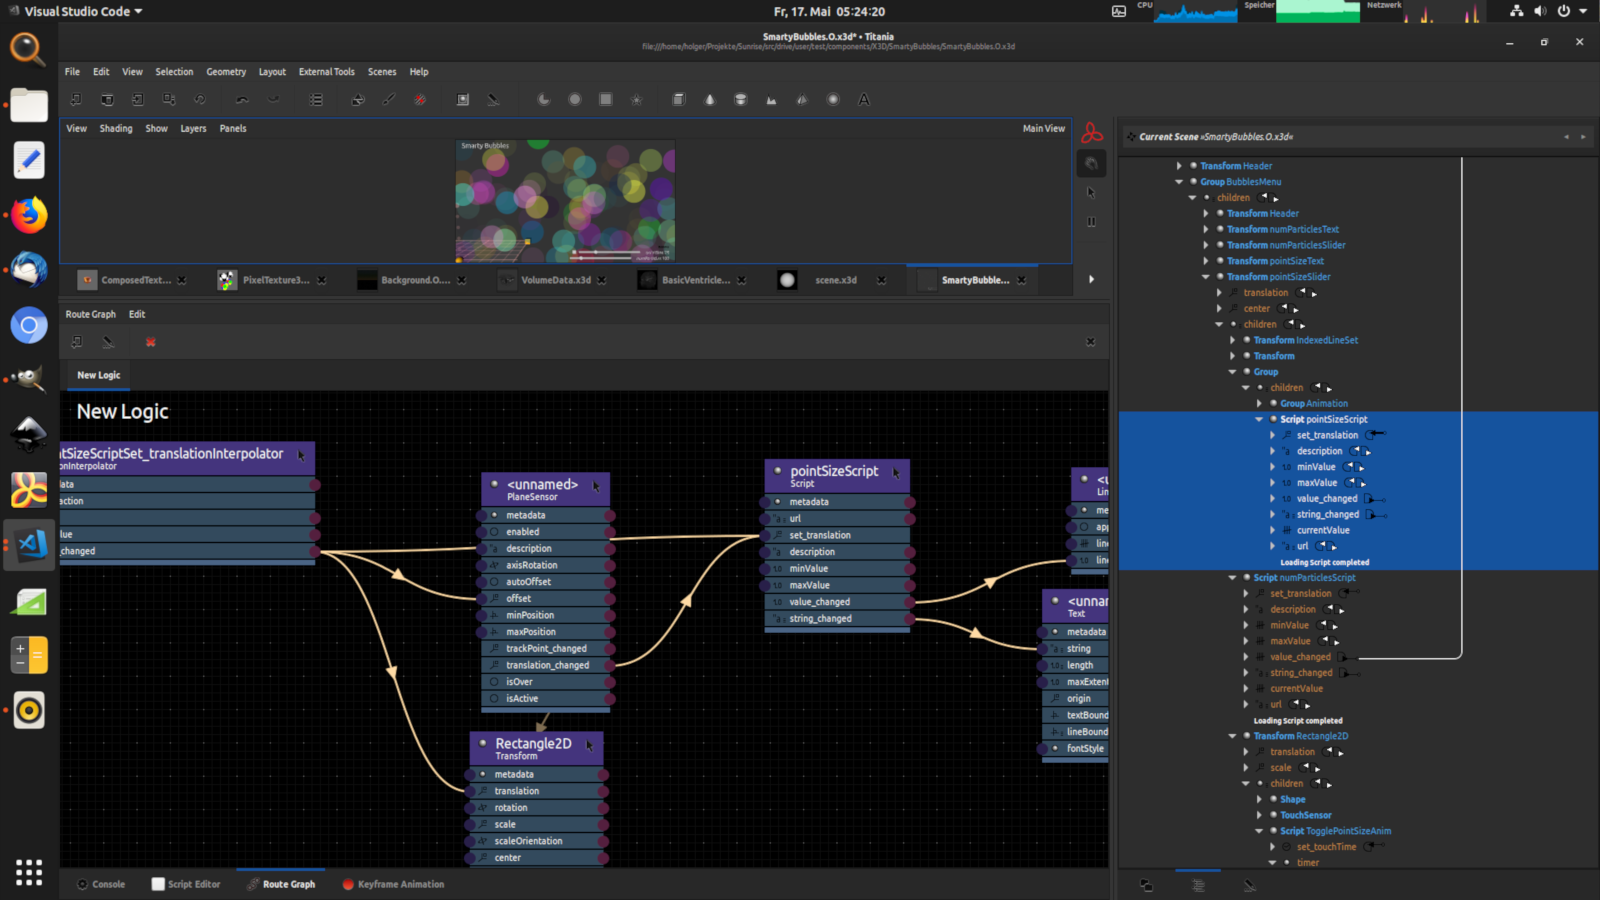 Visual Studio Code
Fr, 17. Mai 05:24:20
CPU
Speicher
Netzwerk
SmartyBubbles.O.x3d* • Titania
file:///home/holger/Projekte/Sunrise/src/drive/user/test/components/X3D/SmartyBubbles/SmartyBubbles.O.x3d
File Edit View Selection Geometry Layout External Tools Scenes Help
View Shading Show Layers Panels
Main View
Smarty Bubbles
ComposedText...
PixelTexture3...
Background.O....
VolumeData.x3d
BasicVentricle...
scene.x3d
SmartyBubble...
Route Graph Edit
New Logic
New Logic
ntSizeScriptSet_translationInterpolator
onInterpolator
data
action
lue
_changed
<unnamed>
PlaneSensor
metadata
enabled
description
axisRotation
autoOffset
offset
minPosition
maxPosition
trackPoint_changed
translation_changed
isOver
isActive
Rectangle2D
Transform
metadata
translation
rotation
scale
scaleOrientation
center
pointSizeScript
Script
metadata
url
set_translation
description
minValue
maxValue
value_changed
string_changed
<u
Lin
me
app
line
line
<unnar
Text
metadata
string
length
maxExtent
origin
textBound
lineBound
fontStyle
Console
Script Editor
Route Graph
Keyframe Animation
Current Scene »SmartyBubbles.O.x3d«
Transform Header
Group BubblesMenu
children
Transform Header
Transform numParticlesText
Transform numParticlesSlider
Transform pointSizeText
Transform pointSizeSlider
translation
center
children
Transform IndexedLineSet
Transform
Group
children
Group Animation
Script pointSizeScript
set_translation
description
minValue
maxValue
value_changed
string_changed
currentValue
url
Loading Script completed
Script numParticlesScript
set_translation
description
minValue
maxValue
value_changed
string_changed
currentValue
url
Loading Script completed
Transform Rectangle2D
translation
scale
children
Shape
TouchSensor
Script TogglePointSizeAnim
set_touchTime
timer